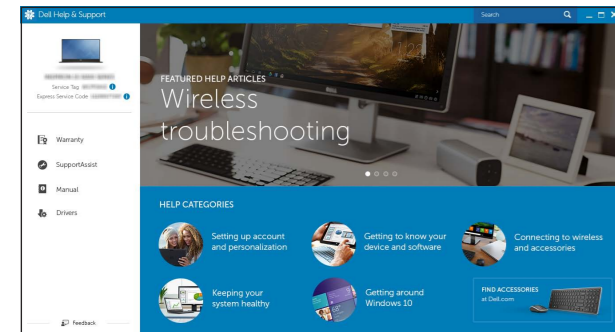 Dell Help & Support
Search
Service Tag:
Express Service Code:
Warranty
SupportAssist
Manual
Drivers
Feedback
FEATURED HELP ARTICLES
Wireless
troubleshooting
HELP CATEGORIES
Setting up account
and personalization
Getting to know your
device and software
Connecting to wireless
and accessories
Keeping your
system healthy
Getting around
Windows 10
FIND ACCESSORIES
at Dell.com